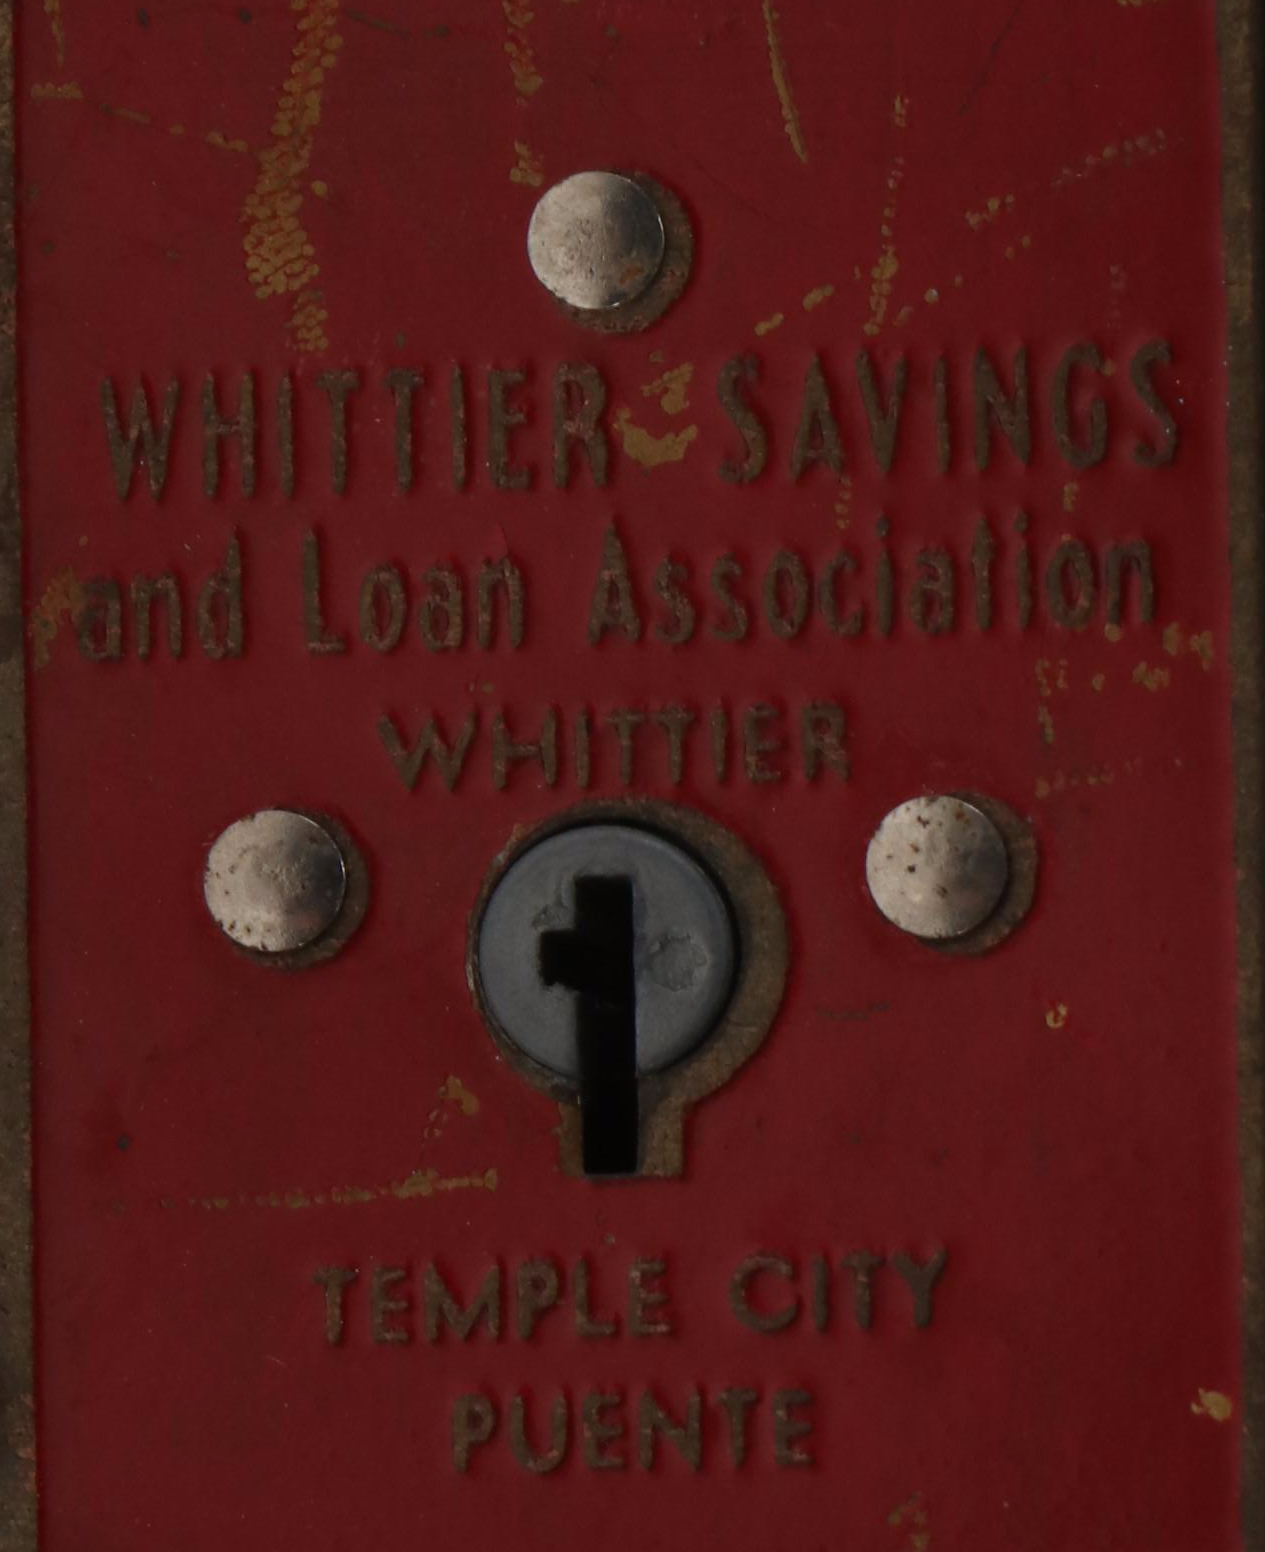 WHITTIER SAVINGS
and Loan Association
WHITTIER
TEMPLE CITY
PUENTE